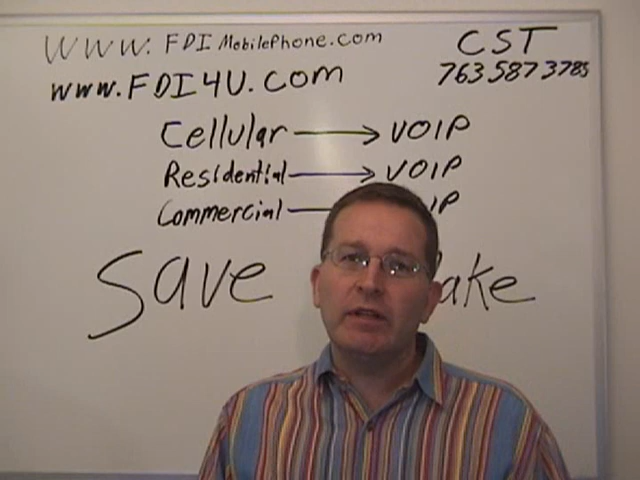 WWW. FDIMobilePhone.com
www.FDI4U.com
CST
763 587 3785
Cellular → VOIP
Residential → VOIP
Commercial
Save